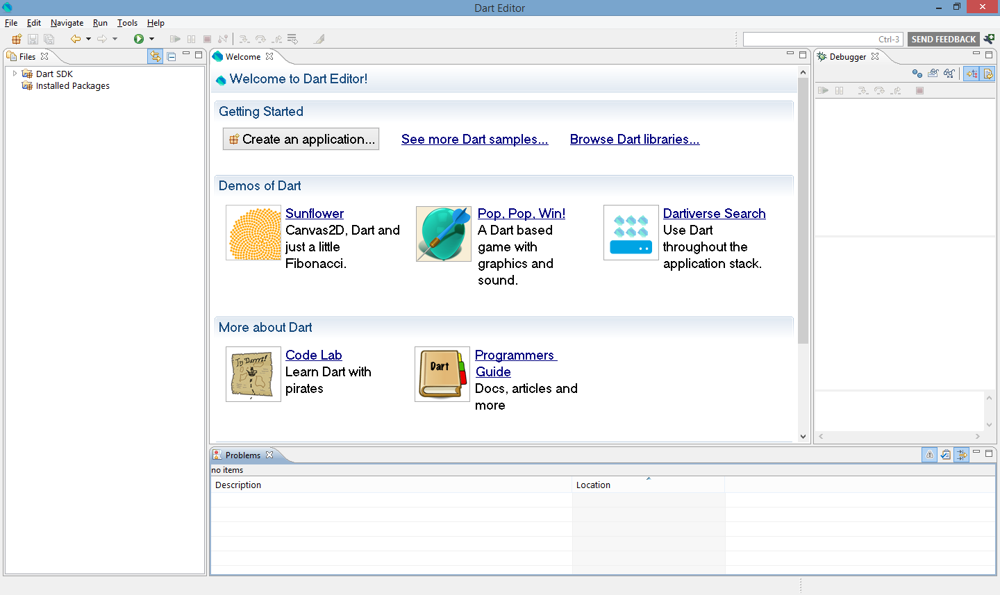 Dart Editor
File Edit Navigate Run Tools Help
Ctrl-3
SEND FEEDBACK
Files
Dart SDK
Installed Packages
Welcome
Welcome to Dart Editor!
Getting Started
Create an application...
See more Dart samples...
Browse Dart libraries...
Demos of Dart
Sunflower
Canvas2D, Dart and
just a little
Fibonacci.
Pop, Pop, Win!
A Dart based
game with
graphics and
sound.
Dartiverse Search
Use Dart
throughout the
application stack.
More about Dart
Code Lab
Learn Dart with
pirates
Dart
Programmers
Guide
Docs, articles and
more
Debugger
Problems
no items
Description
Location